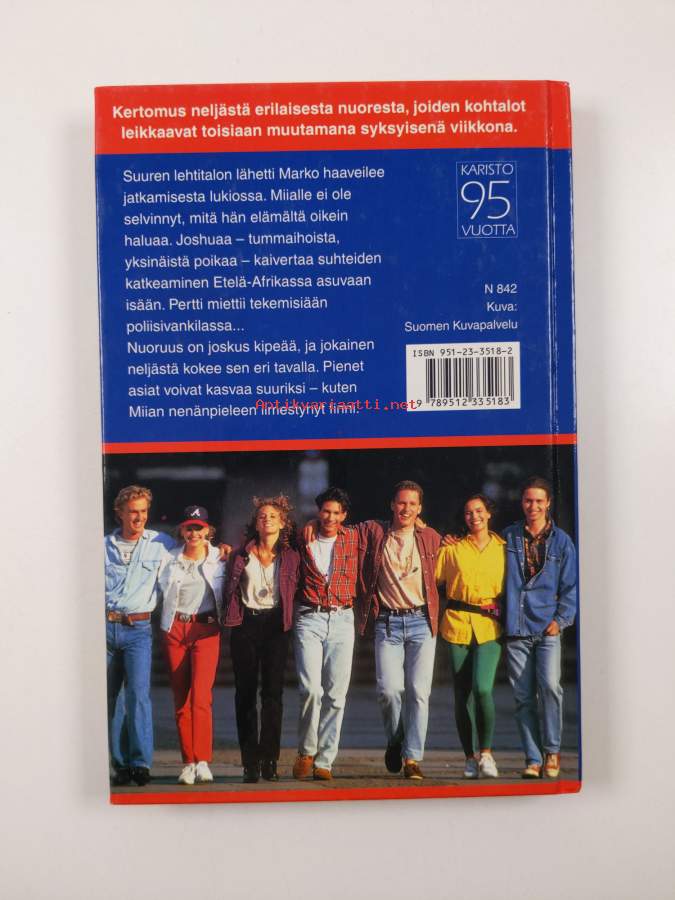 Kertomus neljästä erilaisesta nuoresta, joiden kohtalot
leikkaavat toisiaan muutamana syksyisenä viikkona.
Suuren lehtitalon lähetti Marko haaveilee
jatkamisesta lukiossa. Miialle ei ole
selvinnyt, mitä hän elämältä oikein
haluaa. Joshuaa – tummaihoista,
yksinäistä poikaa – kaivertaa suhteiden
katkeaminen Etelä-Afrikassa asuvaan
isään. Pertti miettii tekemisiään
poliisivankilassa...
Nuoruus on joskus kipeää, ja jokainen
neljästä kokee sen eri tavalla. Pienet
asiat voivat kasvaa suuriksi – kuten
Miian nenänpieleen ilmestynyt finni.
Antikvariaatti.net
KARISTO
95
VUOTTA
N 842
Kuva:
Suomen Kuvapalvelu
ISBN 951-23-3518-2
9 789512 335183
A